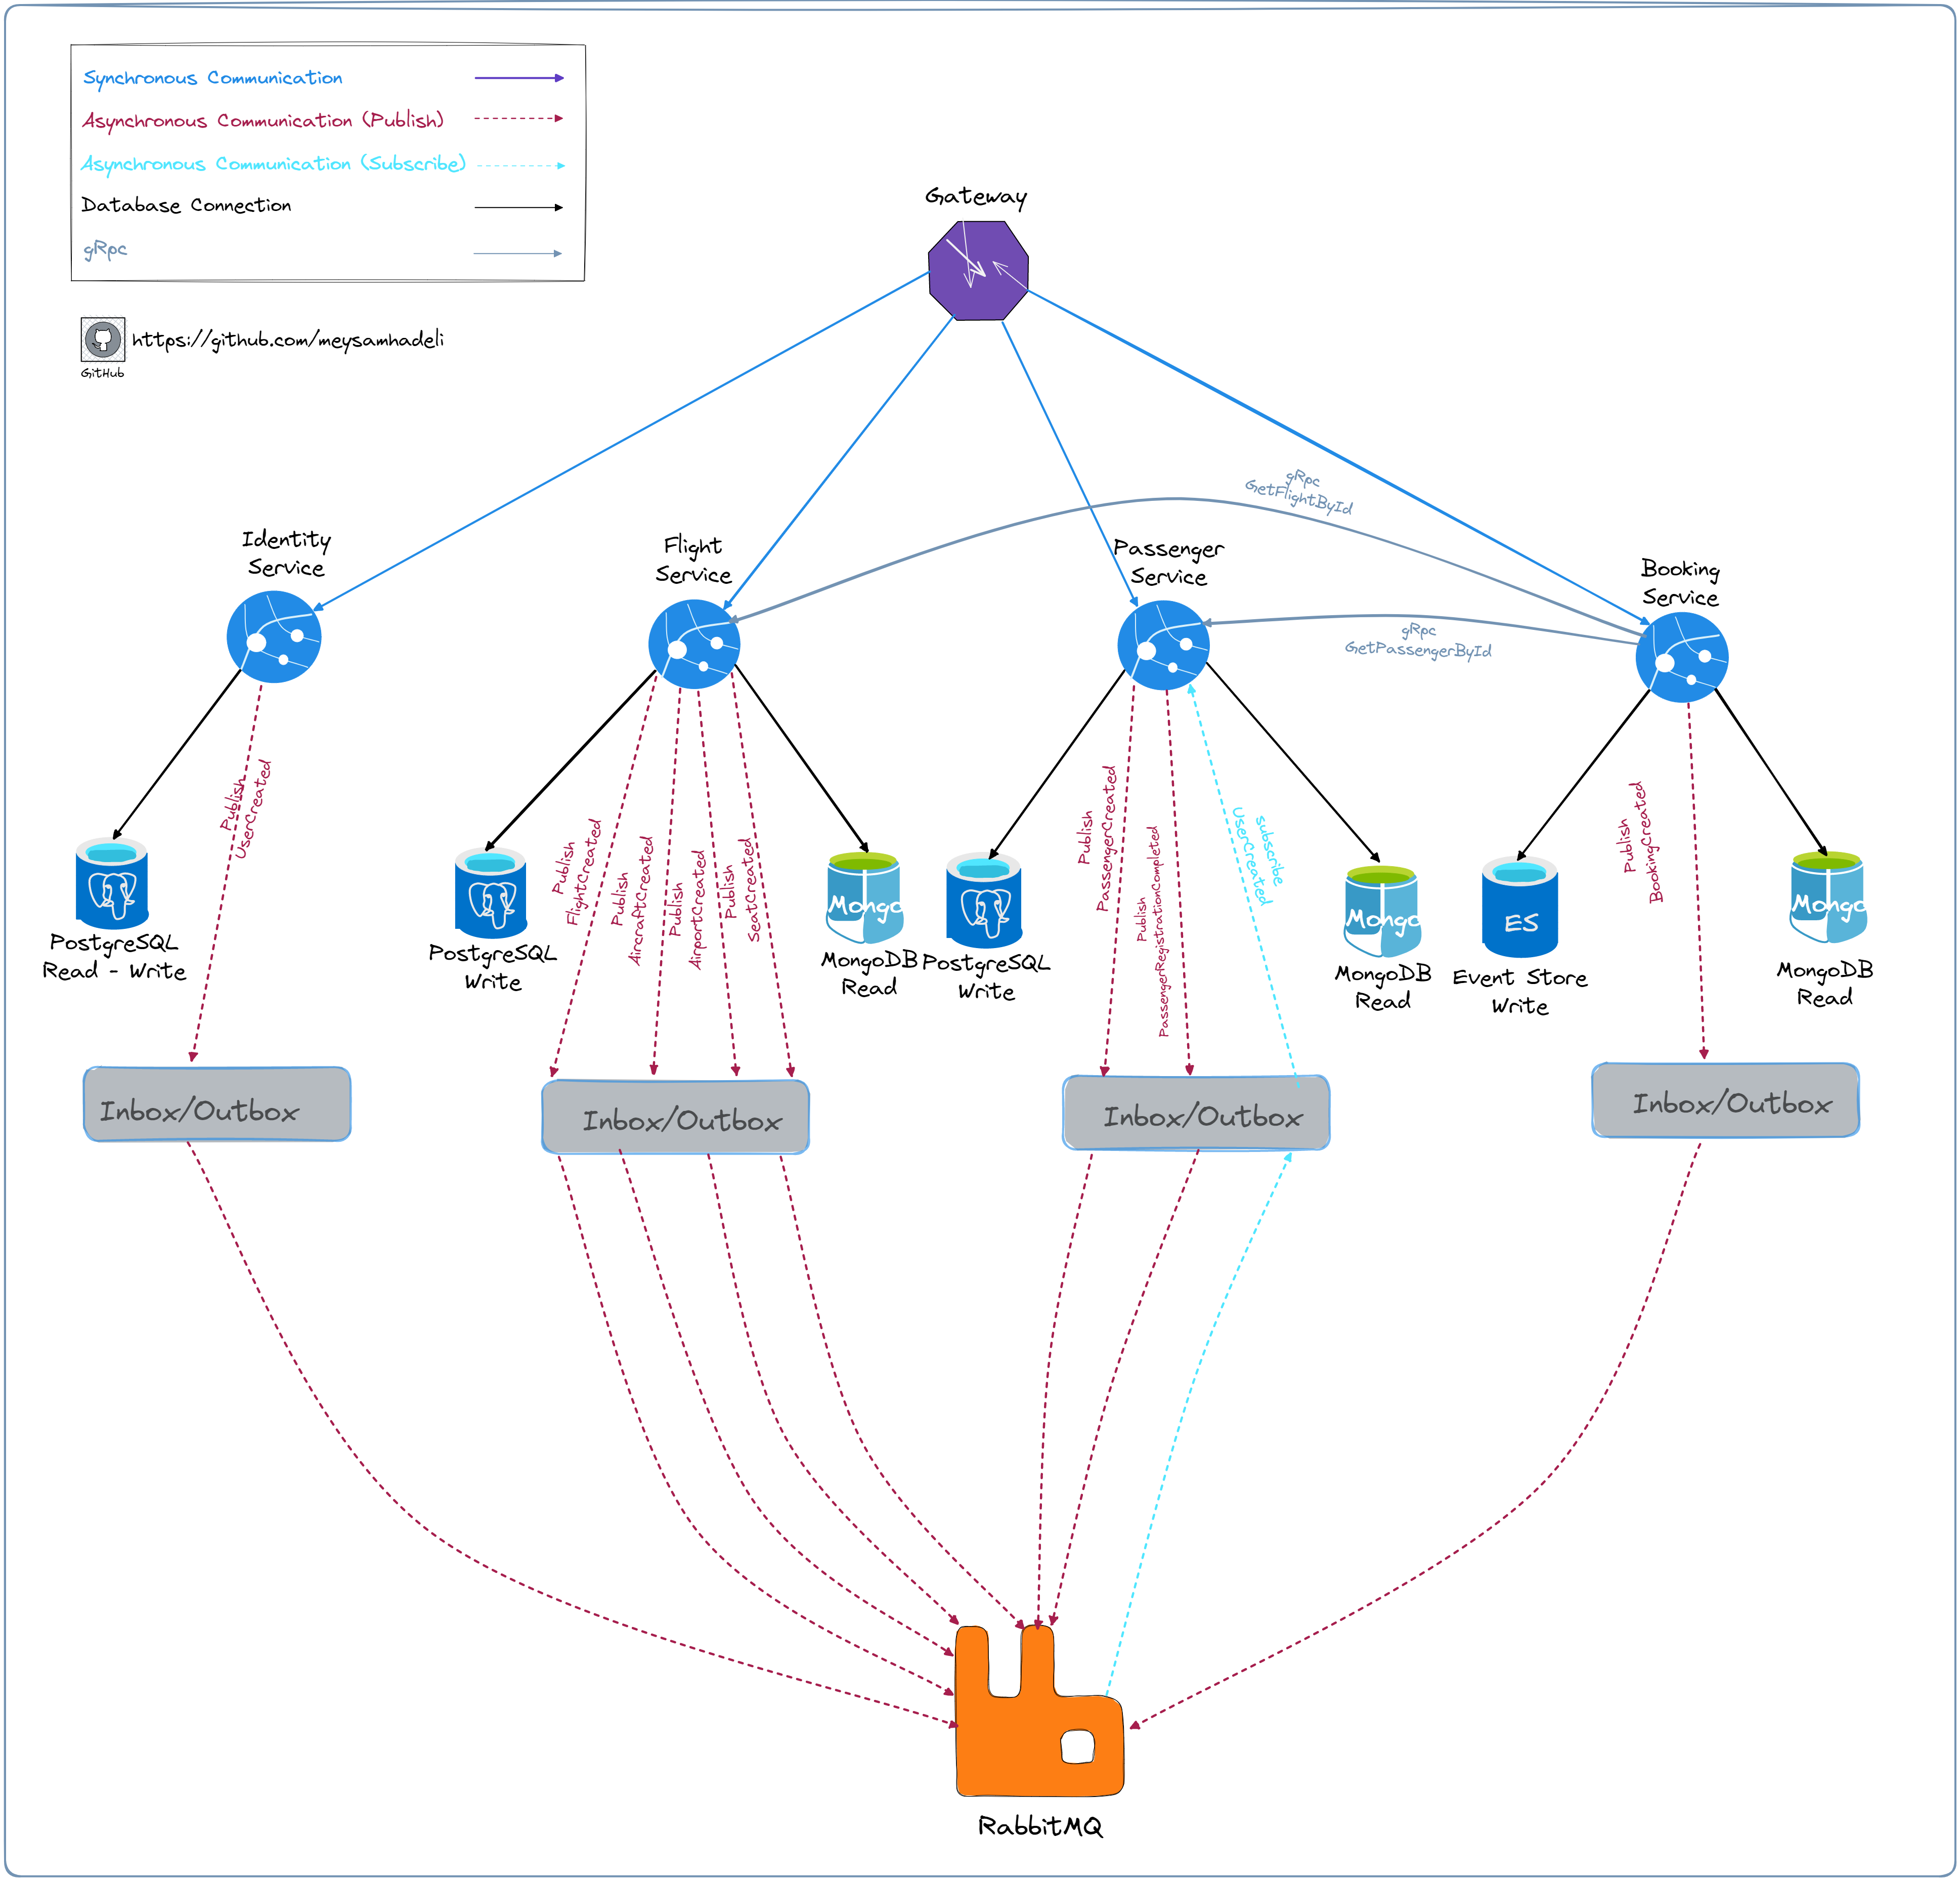 Synchronous Communication
Asynchronous Communication (Publish)
Asynchronous Communication (Subscribe)
Database Connection
gRpc
https://github.com/meysamhadeli
GitHub
Gateway
gRpc
GetFlightById
Identity
Service
Flight
Service
Passenger
Service
Booking
Service
gRpc
GetPassengerById
Publish
UserCreated
Publish
FlightCreated
Publish
AircraftCreated
Publish
AirportCreated
Publish
SeatCreated
Publish
PassengerCreated
Publish
PassengerRegistrationCompleted
subscribe
UserCreated
Publish
BookingCreated
PostgreSQL
Read - Write
PostgreSQL
Write
Mongo
MongoDB
Read
PostgreSQL
Write
Mongo
MongoDB
Read
ES
Event Store
Write
Mongo
MongoDB
Read
Inbox/Outbox
Inbox/Outbox
Inbox/Outbox
Inbox/Outbox
RabbitMQ